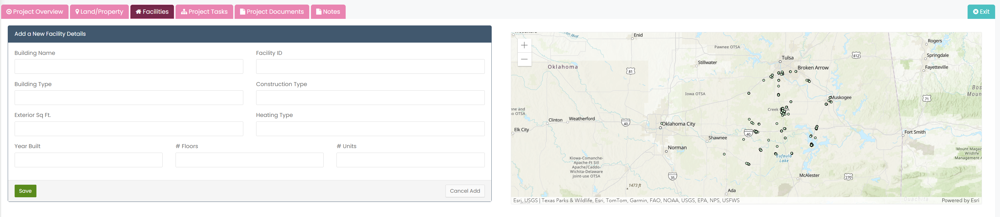 Project Overview
Land/Property
Facilities
Project Tasks
Project Documents
Notes
Exit
Add a New Facility Details
Building Name
Facility ID
Building Type
Construction Type
Exterior Sq Ft.
Heating Type
Year Built
# Floors
# Units
Save
Cancel Add
Enid
Rogers
Pawnee OTSA
412
Springdale
Tulsa
Stillwater
Oklahoma
81
Broken Arrow
Fayetteville
Iowa OTSA
Muskogee
71
Creek
Clinton
Weatherford
40
Oklahoma City
Elk City
40
Shawnee
Fort Smith
Norman
Kiowa-Comanche-
Apache-Ft Sill
Apache/Caddo-
Wichita-Delaware
joint-use OTSA
Eufaula
Lake
Mount Magaz
Wildlife
Management A
35
McAlester
270
1473 ft
Ada
Ouachita
Esri, USGS | Texas Parks & Wildlife, Esri, TomTom, Garmin, FAO, NOAA, USGS, EPA, NPS, USFWS
Powered by Esri